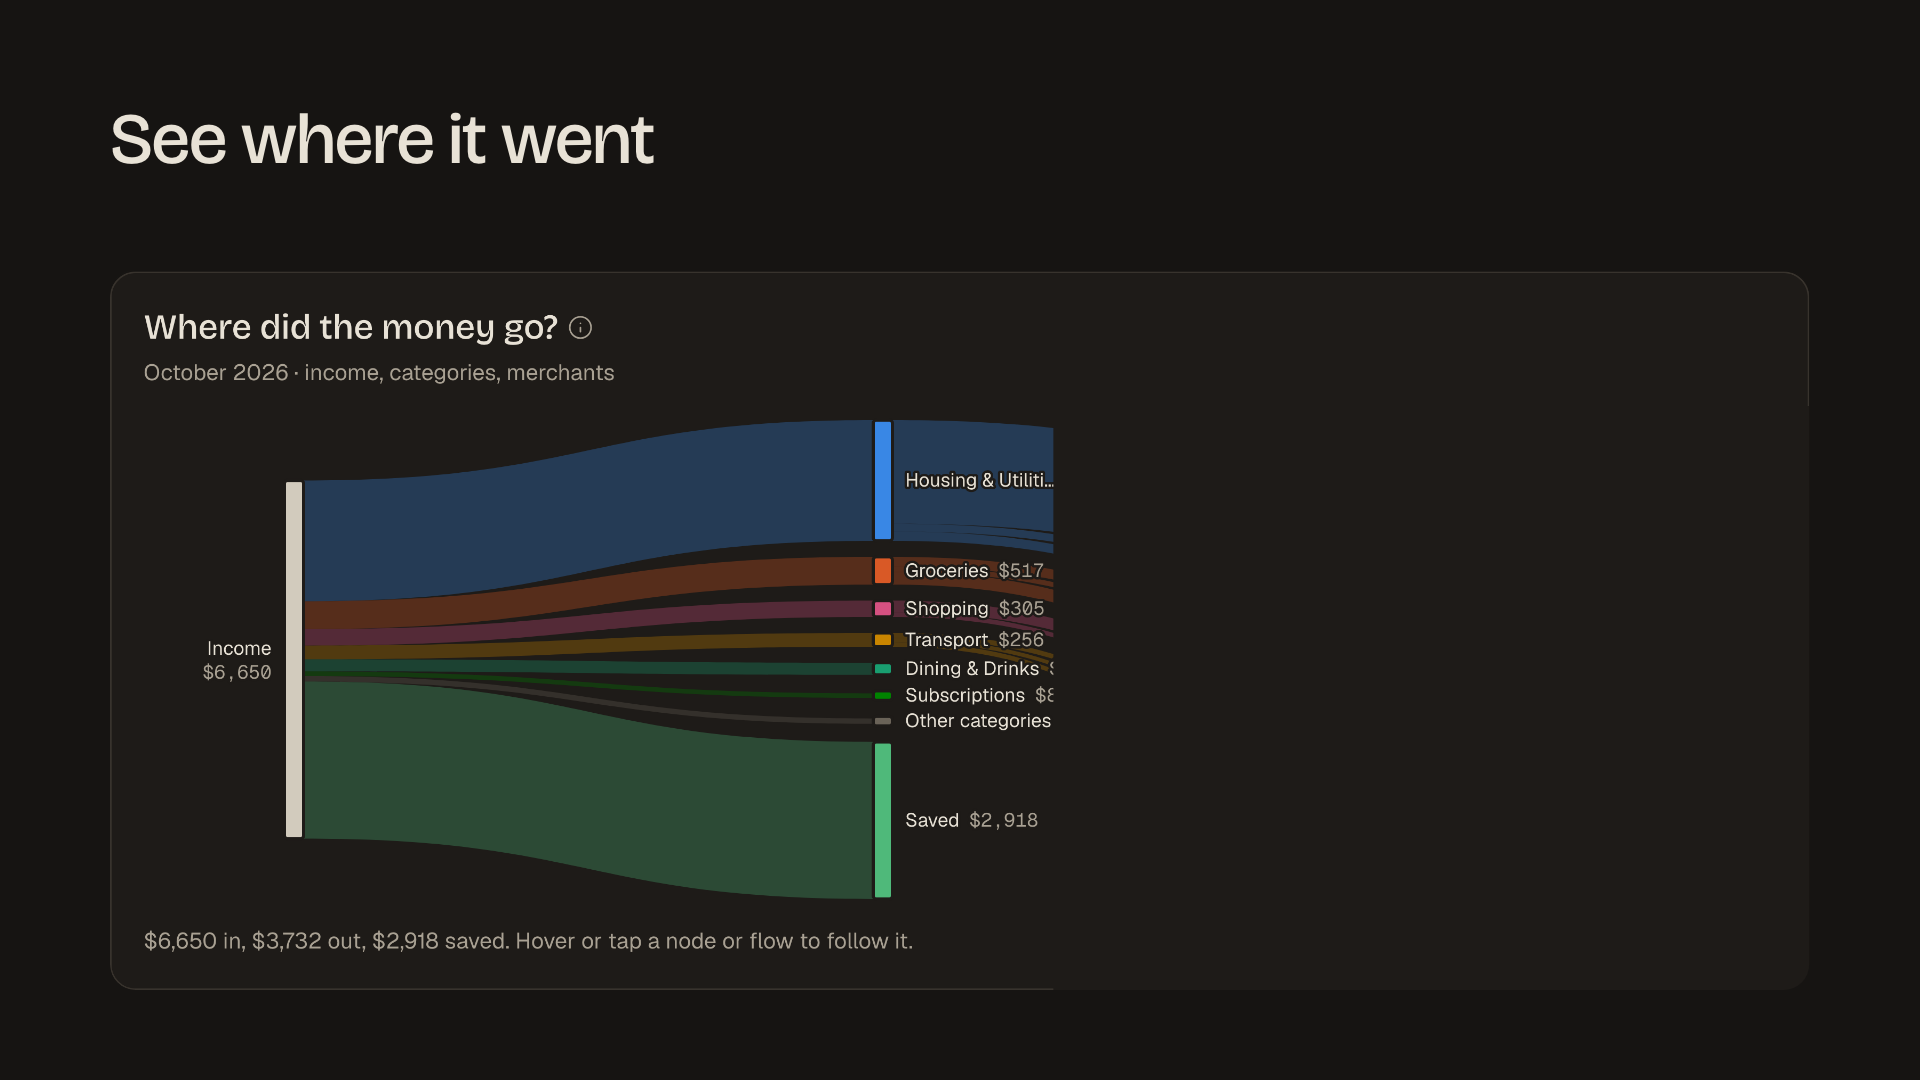 See where it went
Where did the money go?
October 2026 · income, categories, merchants
Housing & Utiliti...
Groceries $517
Shopping $305
Transport $256
Income
$6,650
Dining & Drinks
Subscriptions $8
Other categories
Saved $2,918
$6,650 in, $3,732 out, $2,918 saved. Hover or tap a node or flow to follow it.